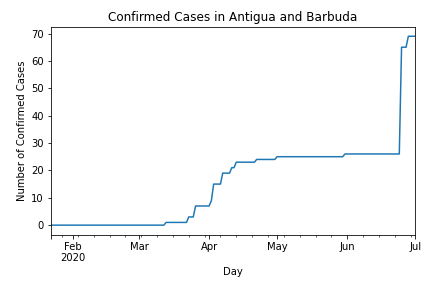 Confirmed Cases in Antigua and Barbuda
Number of Confirmed Cases
70
60
50
40
30
20
10
0
Feb
2020
Mar
Apr
May
Jun
Jul
Day